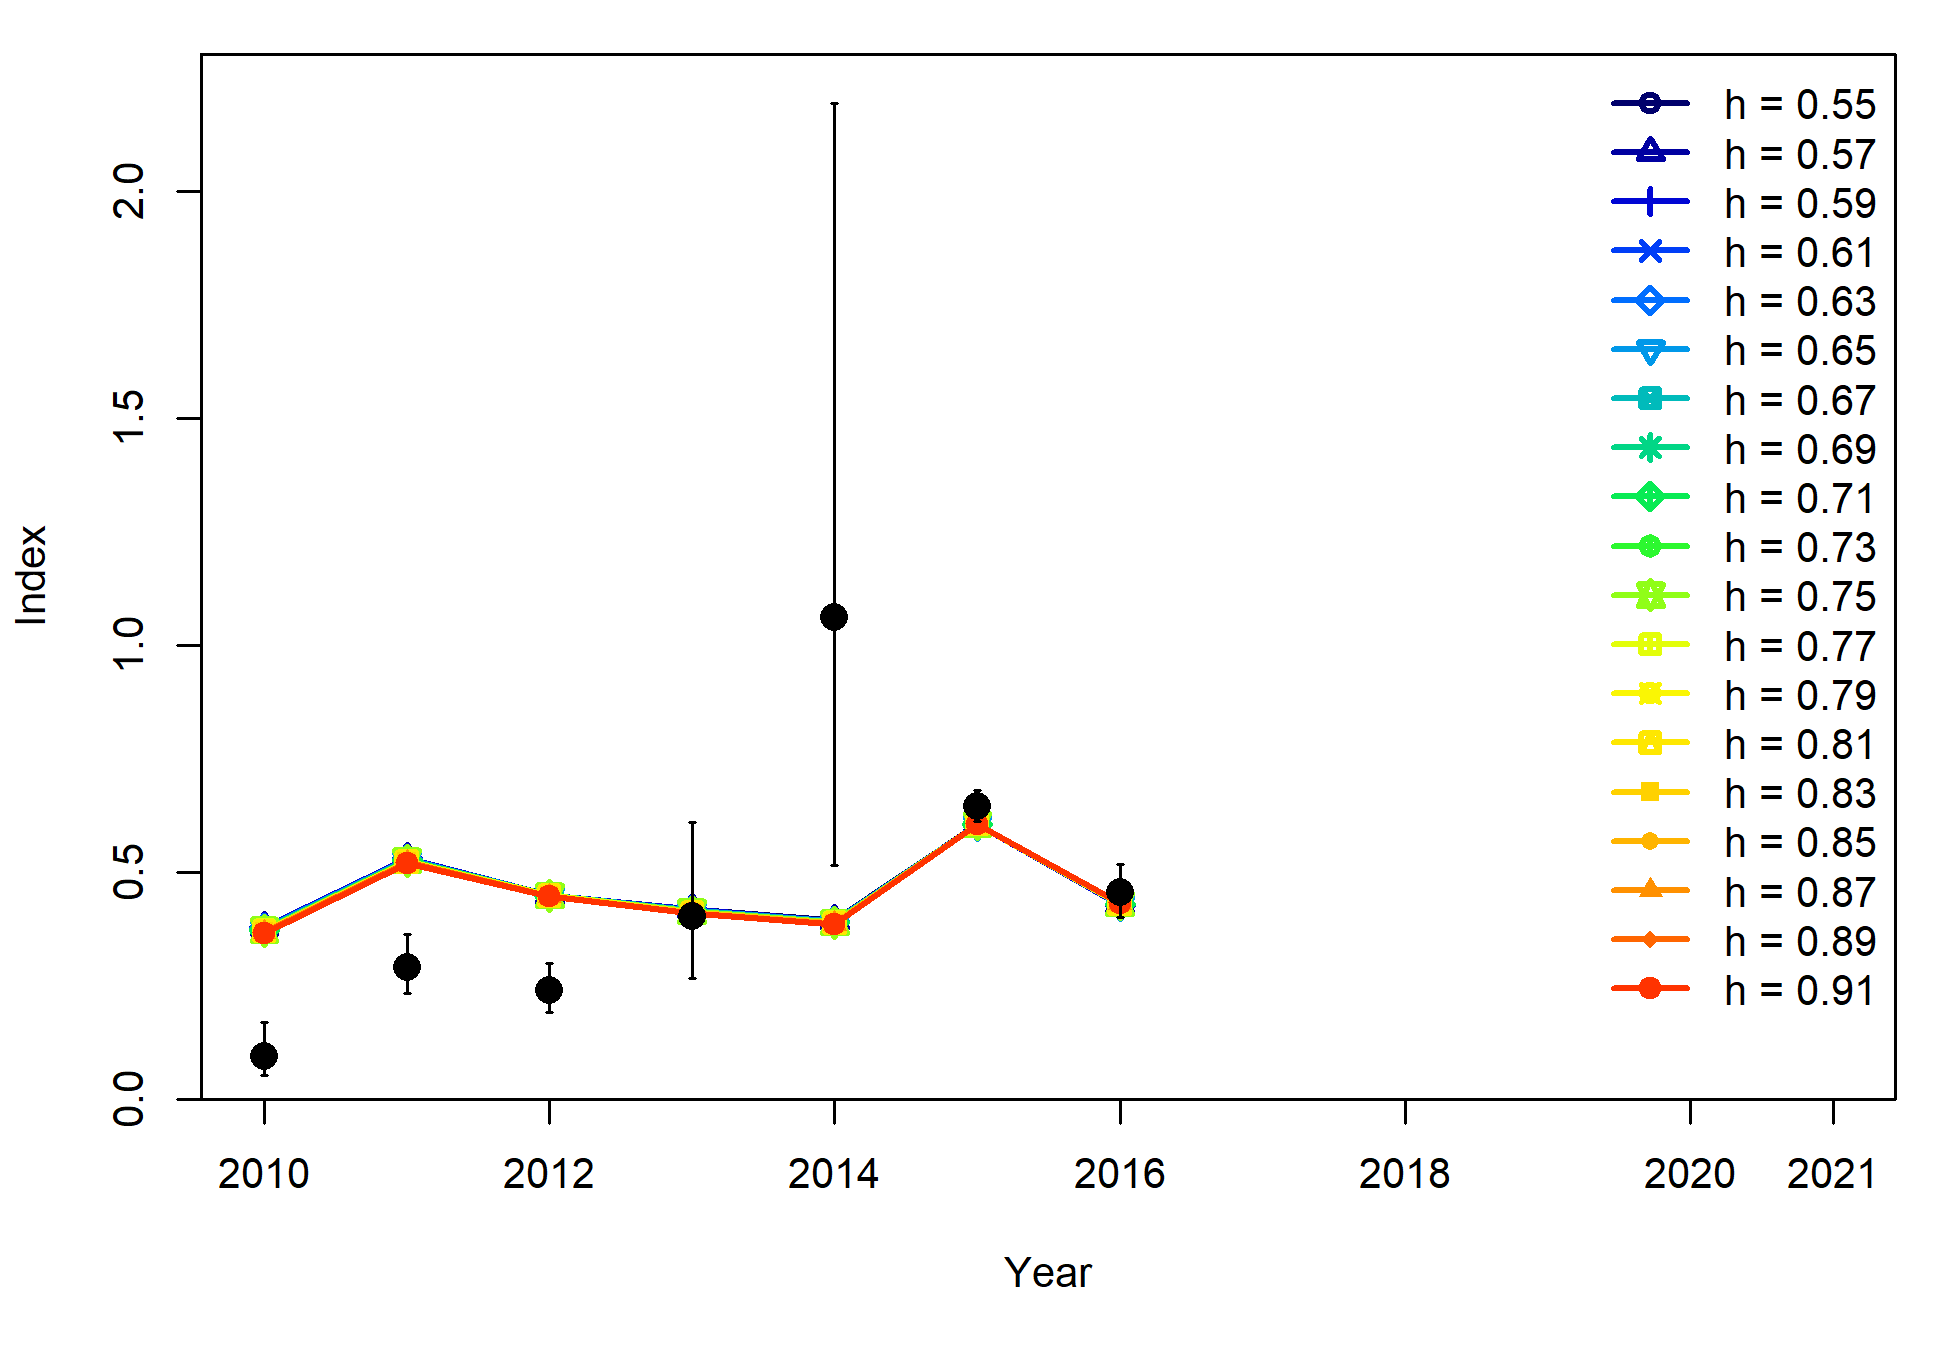 h = 0.55
h = 0.57
h = 0.59
h = 0.61
h = 0.63
h = 0.65
h = 0.67
h = 0.69
h = 0.71
h = 0.73
h = 0.75
h = 0.77
h = 0.79
h = 0.81
h = 0.83
h = 0.85
h = 0.87
h = 0.89
h = 0.91
2.0
1.5
1.0
0.5
0.0
Index
2010 2012 2014 2016 2018 2020 2021
Year